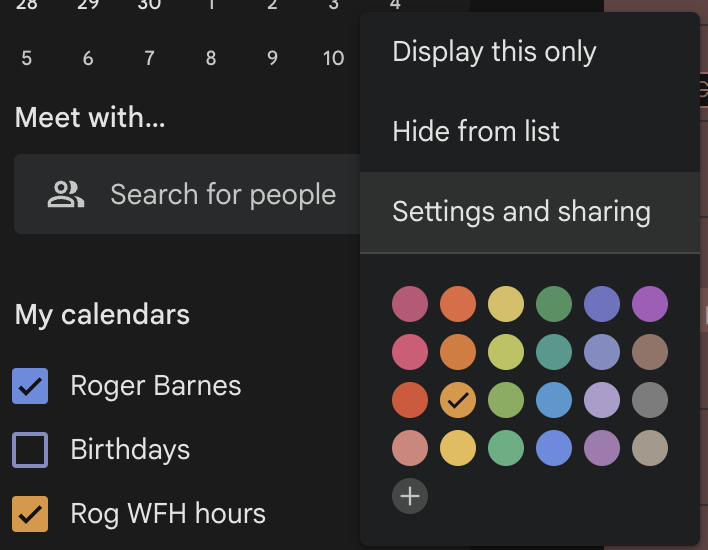 28 29 30 1 2 3 4
5 6 7 8 9 10
Meet with...
Search for people
My calendars
Roger Barnes
Birthdays
Rog WFH hours
Display this only
Hide from list
Settings and sharing